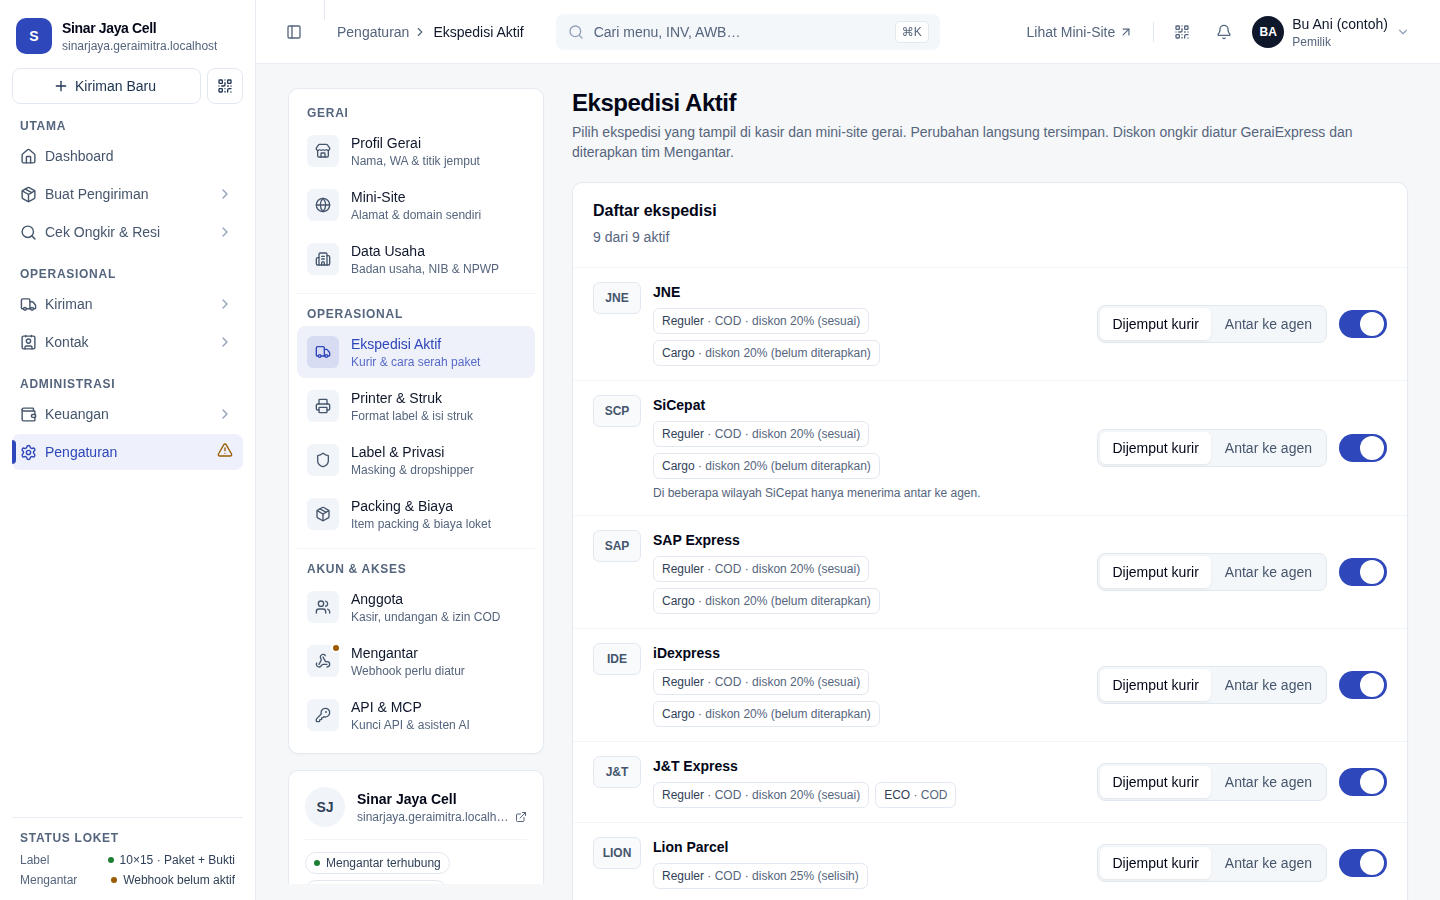 S
Sinar Jaya Cell
sinarjaya.geraimitra.localhost
Kiriman Baru
UTAMA
Dashboard
Buat Pengiriman
Cek Ongkir & Resi
OPERASIONAL
Kiriman
Kontak
ADMINISTRASI
Keuangan
Pengaturan
STATUS LOKET
Label 10×15 · Paket + Bukti
Mengantar Webhook belum aktif
Pengaturan Ekspedisi Aktif
Cari menu, INV, AWB… ⌘K
Lihat Mini-Site
BA
Bu Ani (contoh)
Pemilik
GERAI
Profil Gerai
Nama, WA & titik jemput
Mini-Site
Alamat & domain sendiri
Data Usaha
Badan usaha, NIB & NPWP
OPERASIONAL
Ekspedisi Aktif
Kurir & cara serah paket
Printer & Struk
Format label & isi struk
Label & Privasi
Masking & dropshipper
Packing & Biaya
Item packing & biaya loket
AKUN & AKSES
Anggota
Kasir, undangan & izin COD
Mengantar
Webhook perlu diatur
API & MCP
Kunci API & asisten AI
SJ
Sinar Jaya Cell
sinarjaya.geraimitra.localh…
Mengantar terhubung
Ekspedisi Aktif
Pilih ekspedisi yang tampil di kasir dan mini-site gerai. Perubahan langsung tersimpan. Diskon ongkir diatur GeraiExpress dan
diterapkan tim Mengantar.
Daftar ekspedisi
9 dari 9 aktif
JNE
JNE
Reguler · COD · diskon 20% (sesuai)
Cargo · diskon 20% (belum diterapkan)
Dijemput kurir Antar ke agen
SCP
SiCepat
Reguler · COD · diskon 20% (sesuai)
Cargo · diskon 20% (belum diterapkan)
Di beberapa wilayah SiCepat hanya menerima antar ke agen.
Dijemput kurir Antar ke agen
SAP
SAP Express
Reguler · COD · diskon 20% (sesuai)
Cargo · diskon 20% (belum diterapkan)
Dijemput kurir Antar ke agen
IDE
iDexpress
Reguler · COD · diskon 20% (sesuai)
Cargo · diskon 20% (belum diterapkan)
Dijemput kurir Antar ke agen
J&T
J&T Express
Reguler · COD · diskon 20% (sesuai) ECO · COD
Dijemput kurir Antar ke agen
LION
Lion Parcel
Reguler · COD · diskon 25% (selisih)
Dijemput kurir Antar ke agen